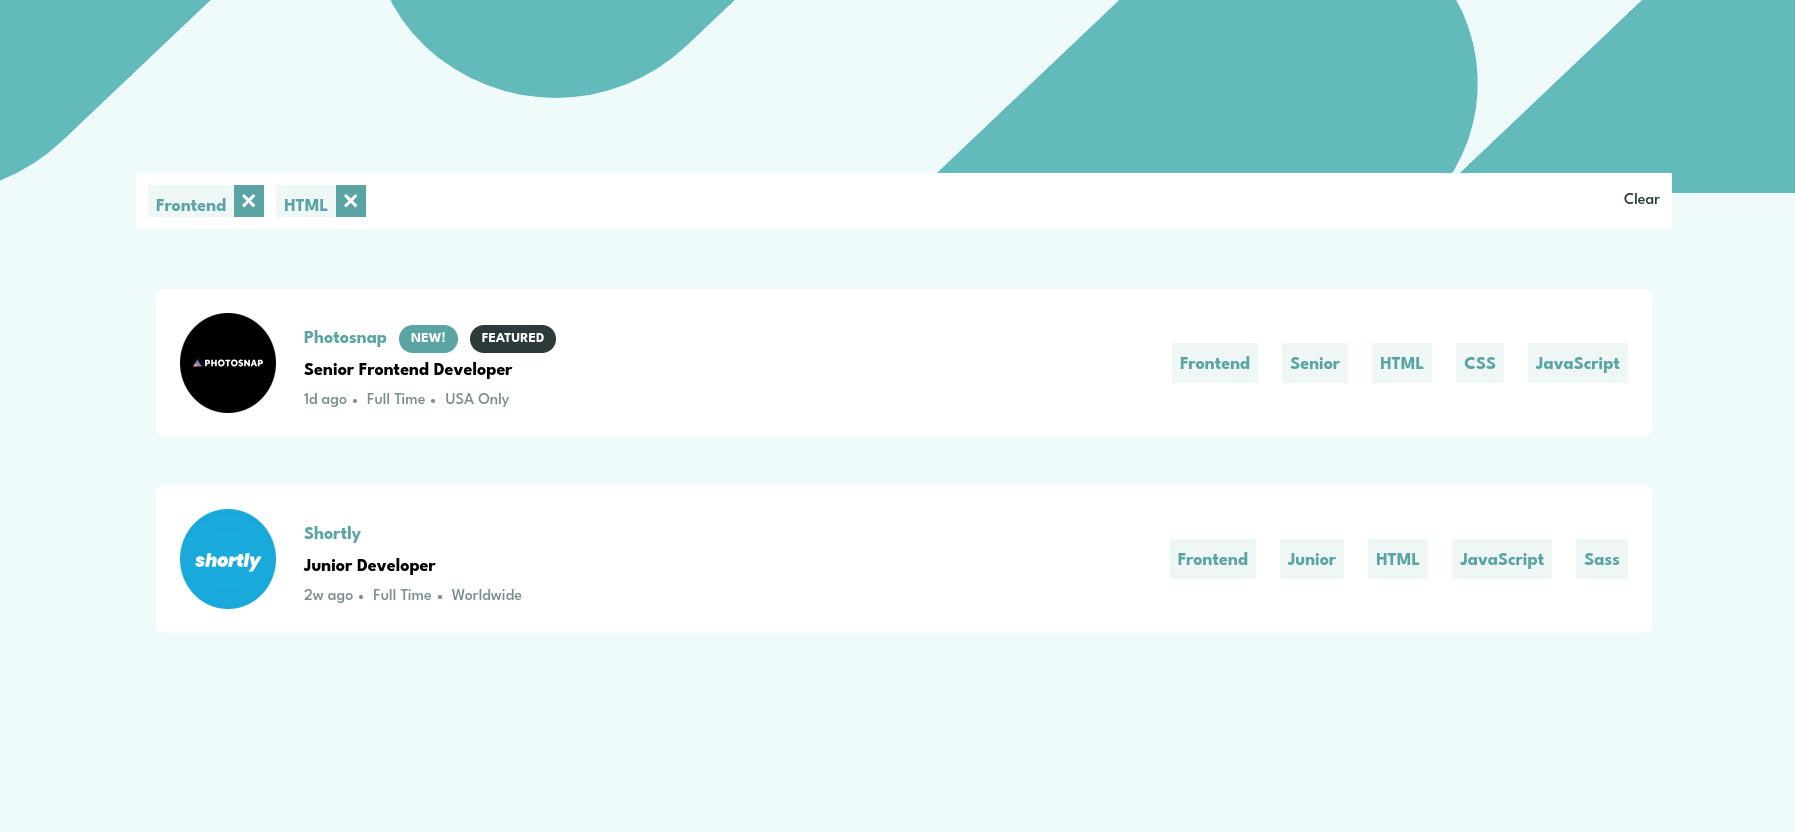 Frontend HTML Clear
PHOTOSNAP
Photosnap NEW! FEATURED
Senior Frontend Developer
1d ago • Full Time • USA Only
Frontend Senior HTML CSS JavaScript
shortly
Shortly
Junior Developer
2w ago • Full Time • Worldwide
Frontend Junior HTML JavaScript Sass